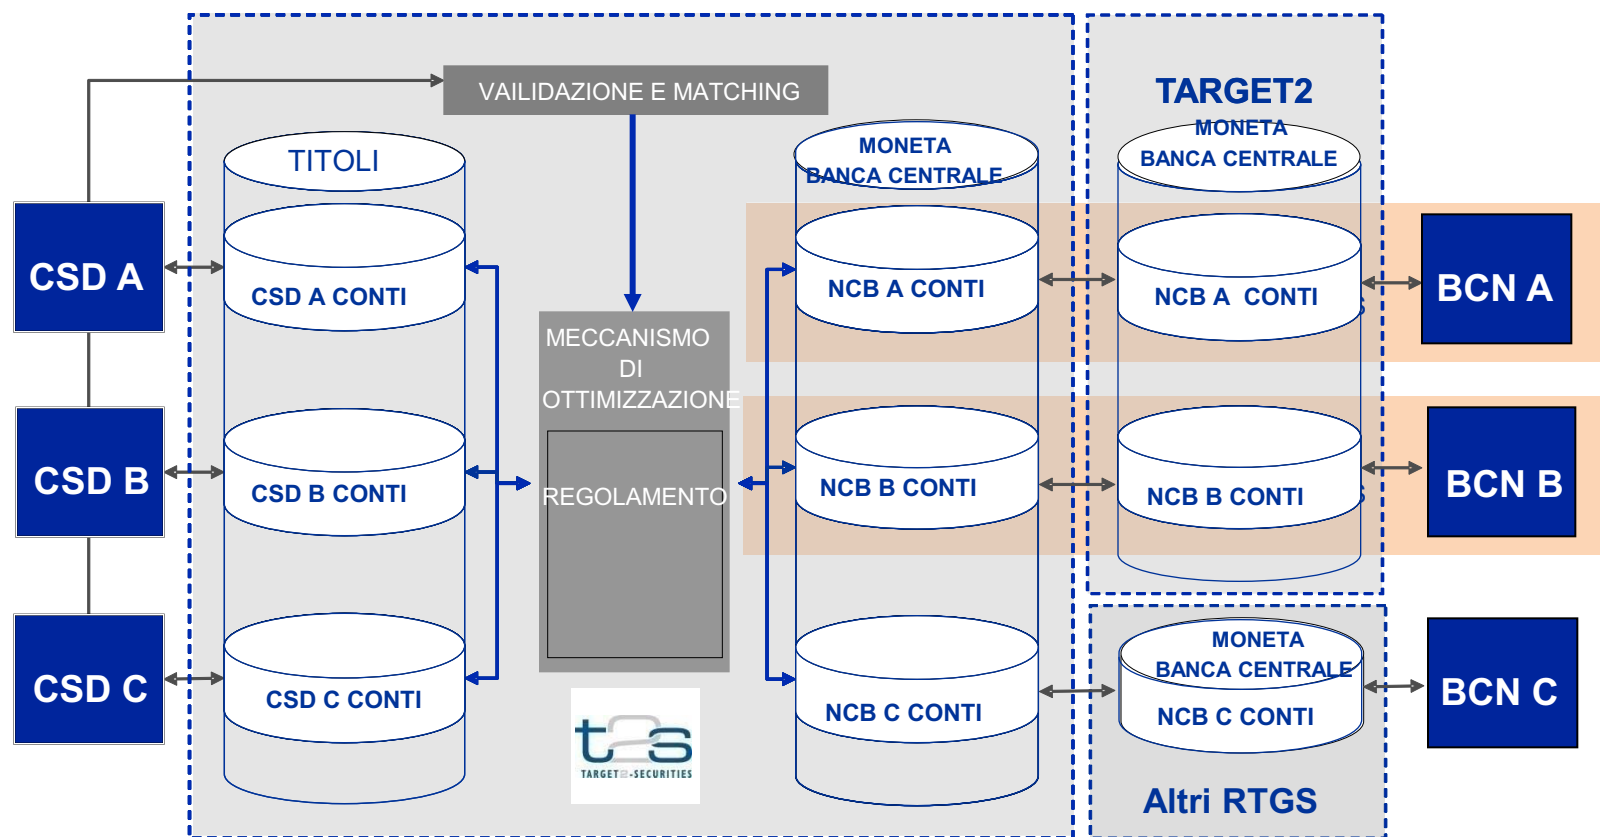 VAILIDAZIONE E MATCHING
TARGET2
TITOLI
MONETA
BANCA CENTRALE
MONETA
BANCA CENTRALE
CSD A
CSD A CONTI
NCB A CONTI
NCB A CONTI
BCN A
MECCANISMO
DI
OTTIMIZZAZIONE
CSD B
CSD B CONTI
REGOLAMENTO
NCB B CONTI
NCB B CONTI
BCN B
CSD C
CSD C CONTI
NCB C CONTI
MONETA
BANCA CENTRALE
NCB C CONTI
BCN C
t2s
TARGET2-SECURITIES
Altri RTGS